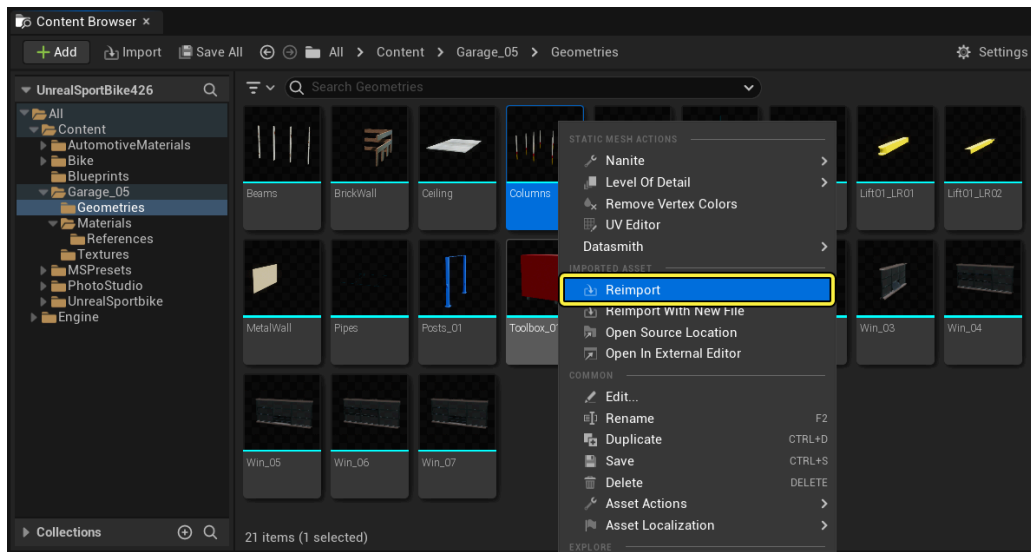 Content Browser ×
Add Import Save All All > Content > Garage_05 > Geometries Settings
UnrealSportBike426
Search Geometries
All
Content
AutomotiveMaterials
Bike
Blueprints
Garage_05
Geometries
Materials
References
Textures
MSPresets
PhotoStudio
UnrealSportbike
Engine
Collections
Beams BrickWall Ceiling Columns Lift01_LR01 Lift01_LR02
MetalWall Pipes Posts_01 Toolbox_0 Win_03 Win_04
Win_05 Win_06 Win_07
21 items (1 selected)
STATIC MESH ACTIONS
Nanite
Level Of Detail
Remove Vertex Colors
UV Editor
Datasmith
IMPORTED ASSET
Reimport
Reimport With New File
Open Source Location
Open In External Editor
COMMON
Edit...
Rename F2
Duplicate CTRL+D
Save CTRL+S
Delete DELETE
Asset Actions
Asset Localization
EXPLORE